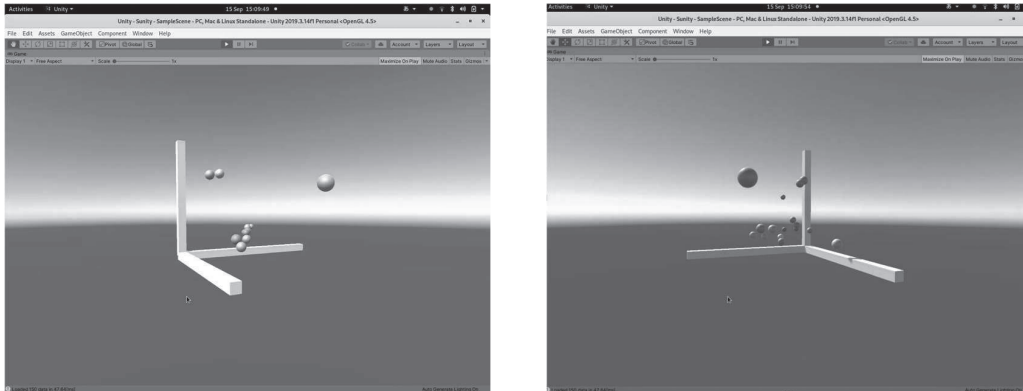 Activities Unity 15 Sep 15:09:49
Unity - Sunity - SampleScene - PC, Mac & Linux Standalone - Unity 2019.3.14f1 Personal <OpenGL 4.5>
File Edit Assets GameObject Component Window Help
Pivot Global Account Layers Layout
Game
Display 1 Free Aspect Scale 1x Maximize On Play Mute Audio Stats Gizmos
Activities Unity 15 Sep 15:09:54
Unity - Sunity - SampleScene - PC, Mac & Linux Standalone - Unity 2019.3.14f1 Personal <OpenGL 4.5>
File Edit Assets GameObject Component Window Help
Pivot Global Account Layers Layout
Game
Display 1 Free Aspect Scale 1x Maximize On Play Mute Audio Stats